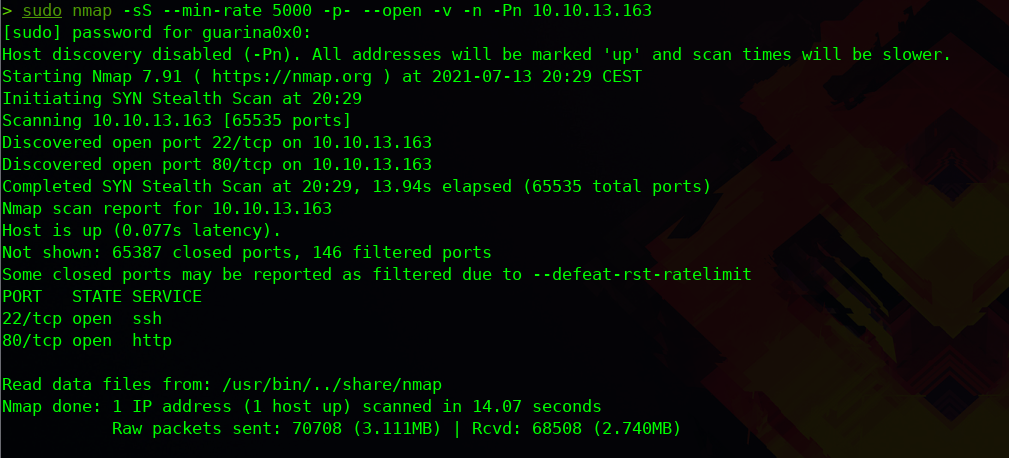 > sudo nmap -sS --min-rate 5000 -p- --open -v -n -Pn 10.10.13.163
[sudo] password for guarina0x0:
Host discovery disabled (-Pn). All addresses will be marked 'up' and scan times will be slower.
Starting Nmap 7.91 ( https://nmap.org ) at 2021-07-13 20:29 CEST
Initiating SYN Stealth Scan at 20:29
Scanning 10.10.13.163 [65535 ports]
Discovered open port 22/tcp on 10.10.13.163
Discovered open port 80/tcp on 10.10.13.163
Completed SYN Stealth Scan at 20:29, 13.94s elapsed (65535 total ports)
Nmap scan report for 10.10.13.163
Host is up (0.077s latency).
Not shown: 65387 closed ports, 146 filtered ports
Some closed ports may be reported as filtered due to --defeat-rst-ratelimit
PORT   STATE SERVICE
22/tcp open  ssh
80/tcp open  http
Read data files from: /usr/bin/../share/nmap
Nmap done: 1 IP address (1 host up) scanned in 14.07 seconds
           Raw packets sent: 70708 (3.111MB) | Rcvd: 68508 (2.740MB)